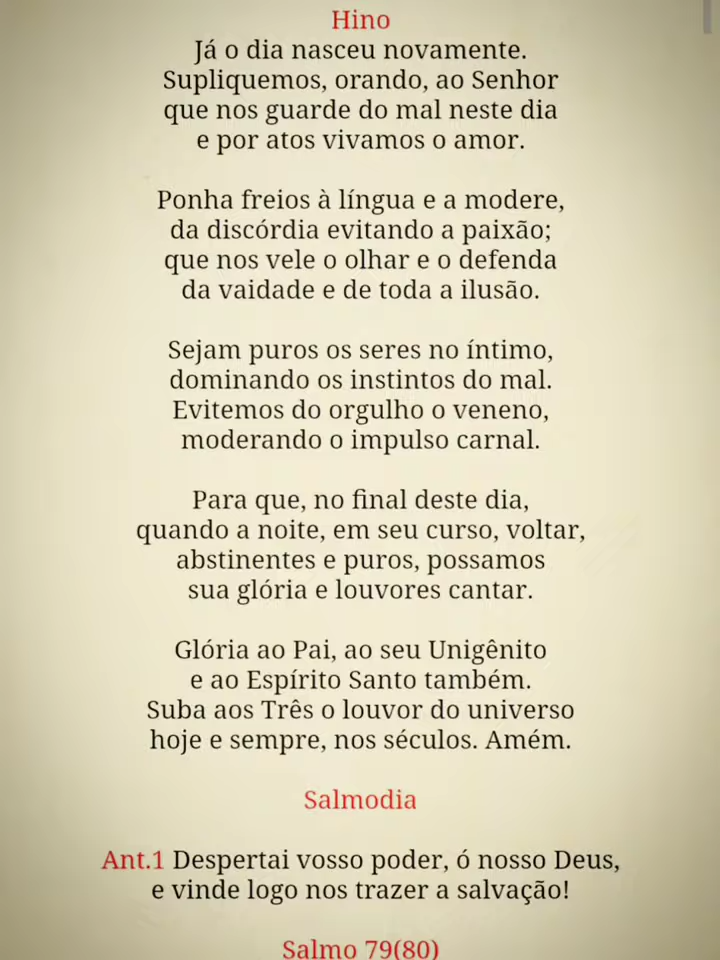 Hino
Já o dia nasceu novamente.
Supliquemos, orando, ao Senhor
que nos guarde do mal neste dia
e por atos vivamos o amor.
Ponha freios à língua e a modere,
da discórdia evitando a paixão;
que nos vele o olhar e o defenda
da vaidade e de toda a ilusão.
Sejam puros os seres no íntimo,
dominando os instintos do mal.
Evitemos do orgulho o veneno,
moderando o impulso carnal.
Para que, no final deste dia,
quando a noite, em seu curso, voltar,
abstinentes e puros, possamos
sua glória e louvores cantar.
Glória ao Pai, ao seu Unigênito
e ao Espírito Santo também.
Suba aos Três o louvor do universo
hoje e sempre, nos séculos. Amém.
Salmodia
Ant.1 Despertai vosso poder, ó nosso Deus,
e vinde logo nos trazer a salvação!
Salmo 79(80)